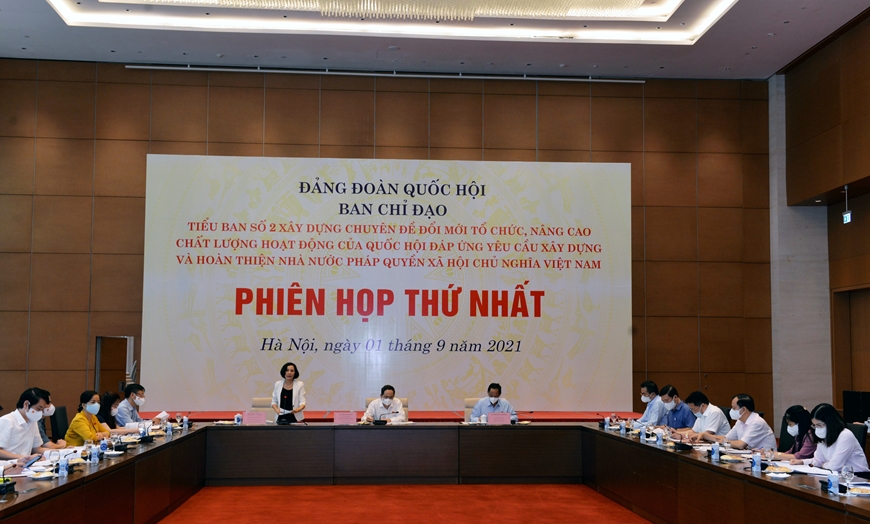 ĐẢNG ĐOÀN QUỐC HỘI
BAN CHỈ ĐẠO
TIỂU BAN SỐ 2 XÂY DỰNG CHUYÊN ĐỀ ĐỔI MỚI TỔ CHỨC, NÂNG CAO
CHẤT LƯỢNG HOẠT ĐỘNG CỦA QUỐC HỘI ĐÁP ỨNG YÊU CẦU XÂY DỰNG
VÀ HOÀN THIỆN NHÀ NƯỚC PHÁP QUYỀN XÃ HỘI CHỦ NGHĨA VIỆT NAM
PHIÊN HỌP THỨ NHẤT
Hà Nội, ngày 01 tháng 9 năm 2021